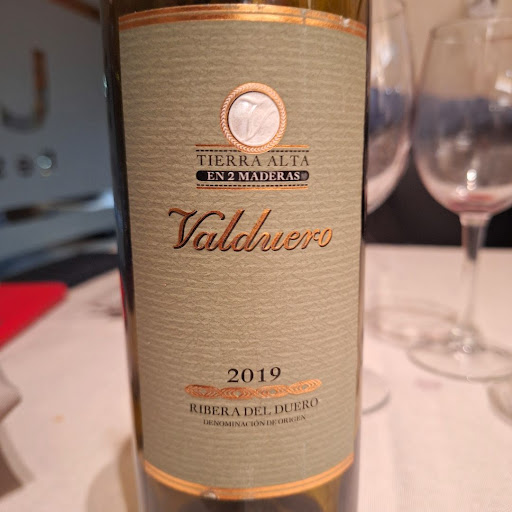 TIERRA ALTA
EN 2 MADERAS
Valduero
2019
RIBERA DEL DUERO
DENOMINACIÓN DE ORIGEN